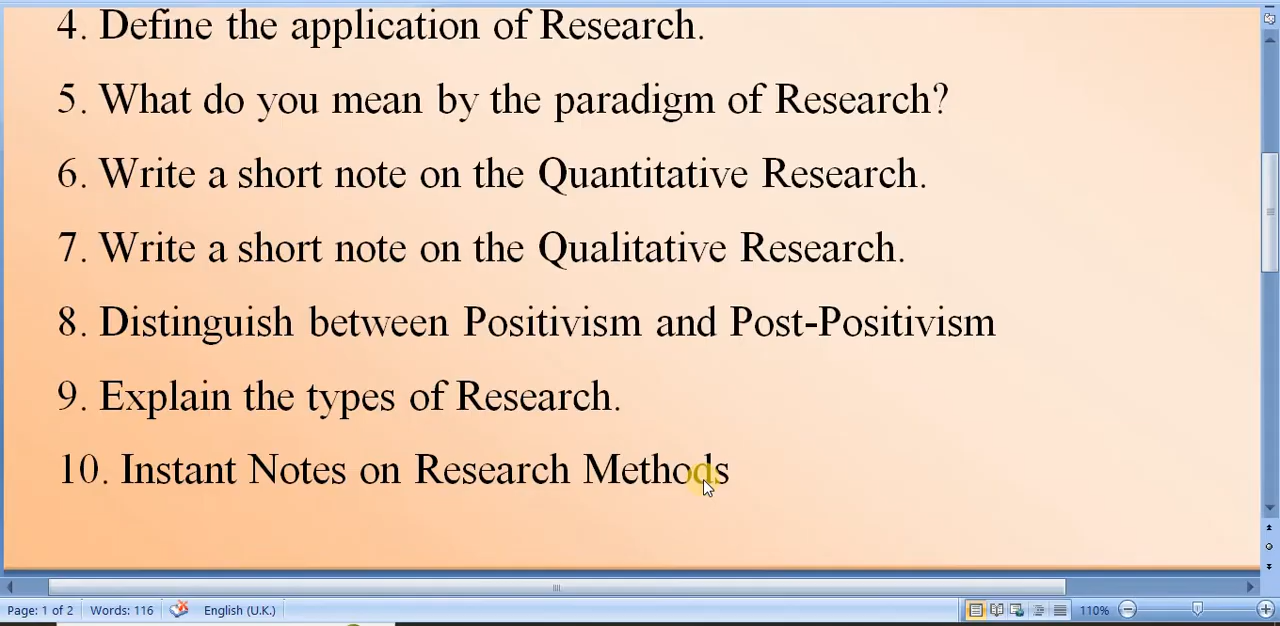 4. Define the application of Research.
5. What do you mean by the paradigm of Research?
6. Write a short note on the Quantitative Research.
7. Write a short note on the Qualitative Research.
8. Distinguish between Positivism and Post-Positivism
9. Explain the types of Research.
10. Instant Notes on Research Methods
Page: 1 of 2 Words: 116 English (U.K.) 110%